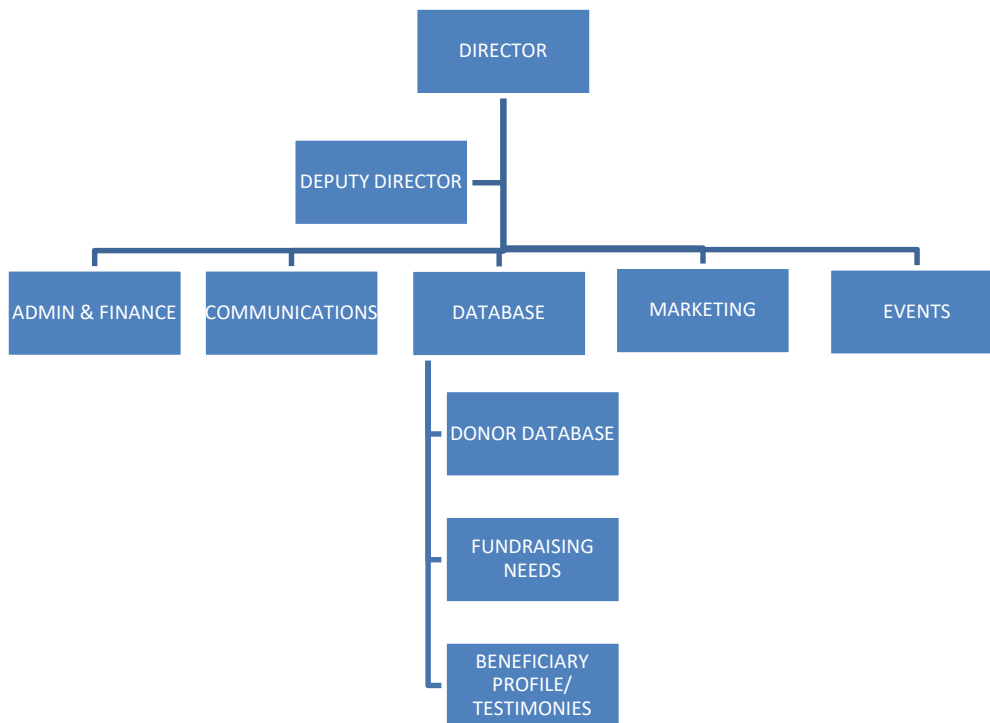 DIRECTOR
DEPUTY DIRECTOR
ADMIN & FINANCE
COMMUNICATIONS
DATABASE
MARKETING
EVENTS
DONOR DATABASE
FUNDRAISING
NEEDS
BENEFICIARY
PROFILE/
TESTIMONIES